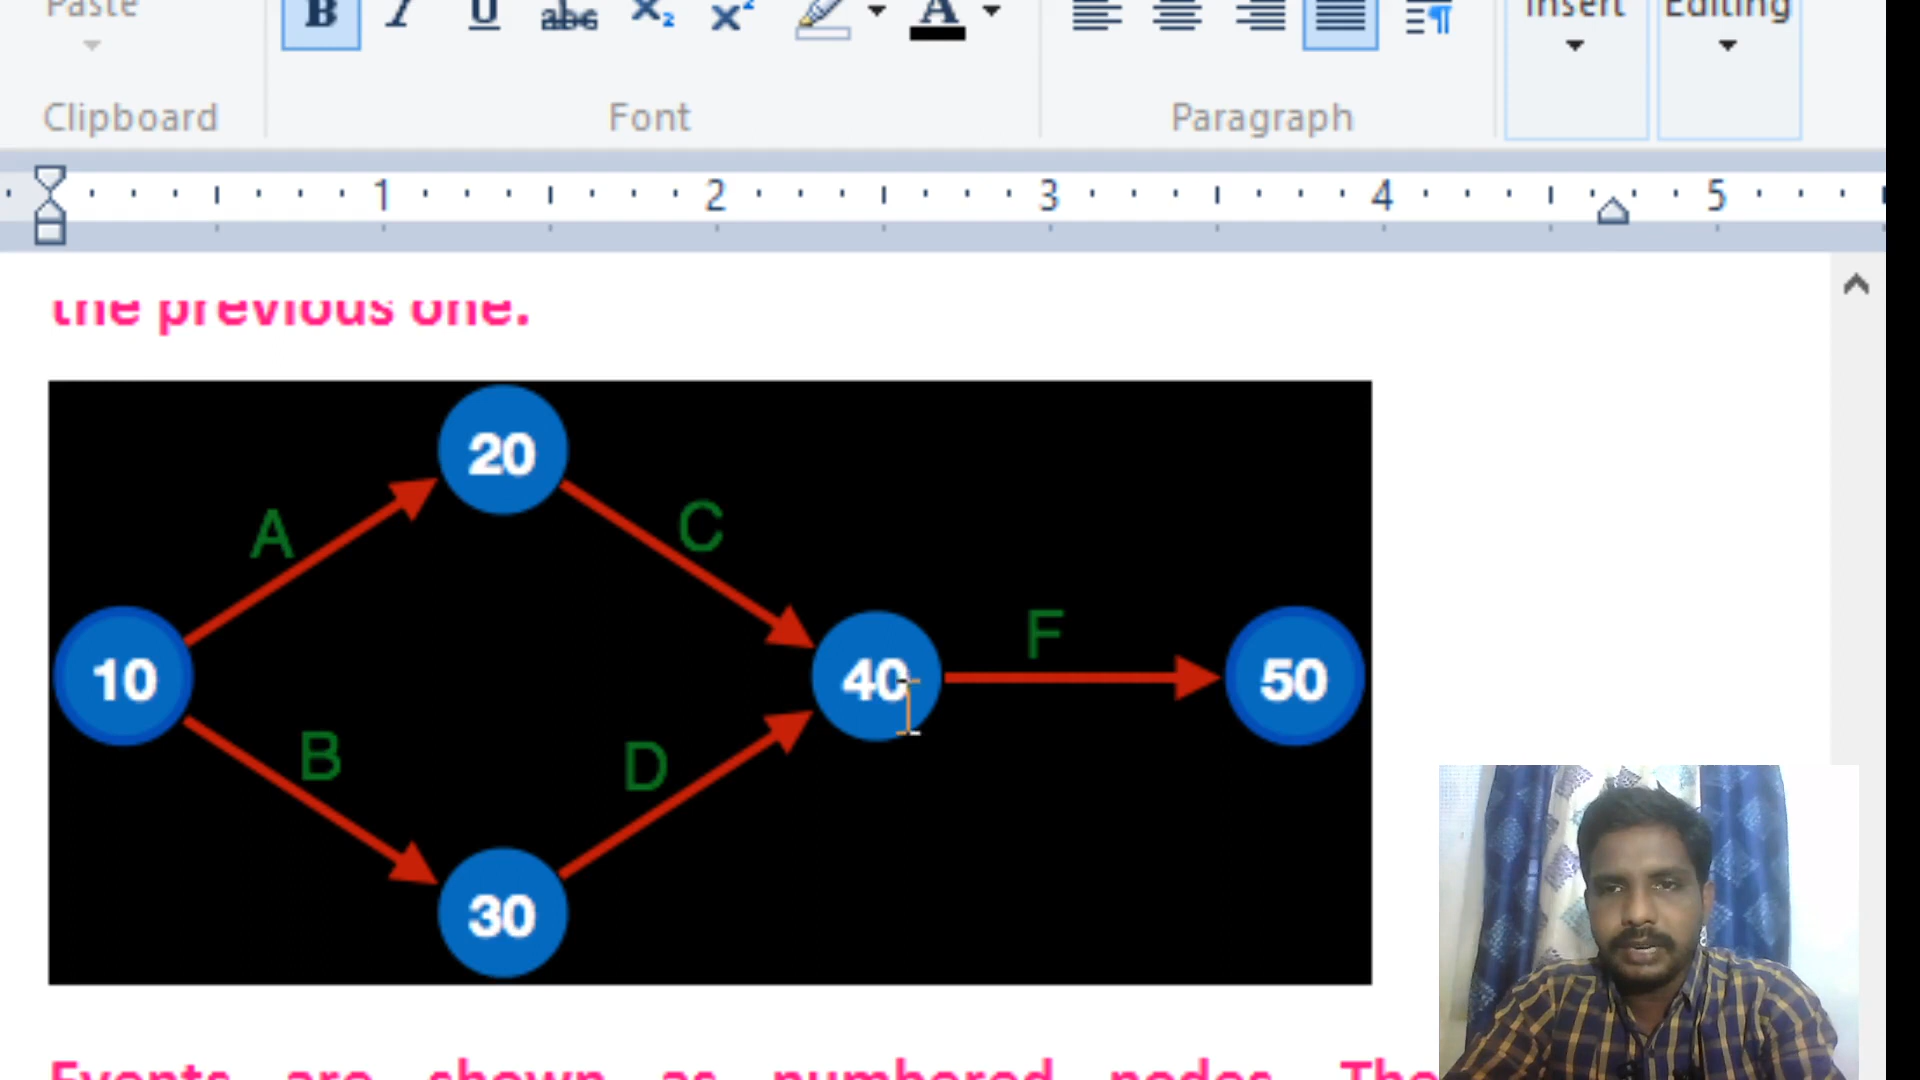 Paste
B I U abc X₂ X² A
Insert
Editing
Clipboard
Font
Paragraph
1 2 3 4 5
the previous one.
20
A
C
10
40
F
50
B
D
30
Events are shown as numbered nodes. The